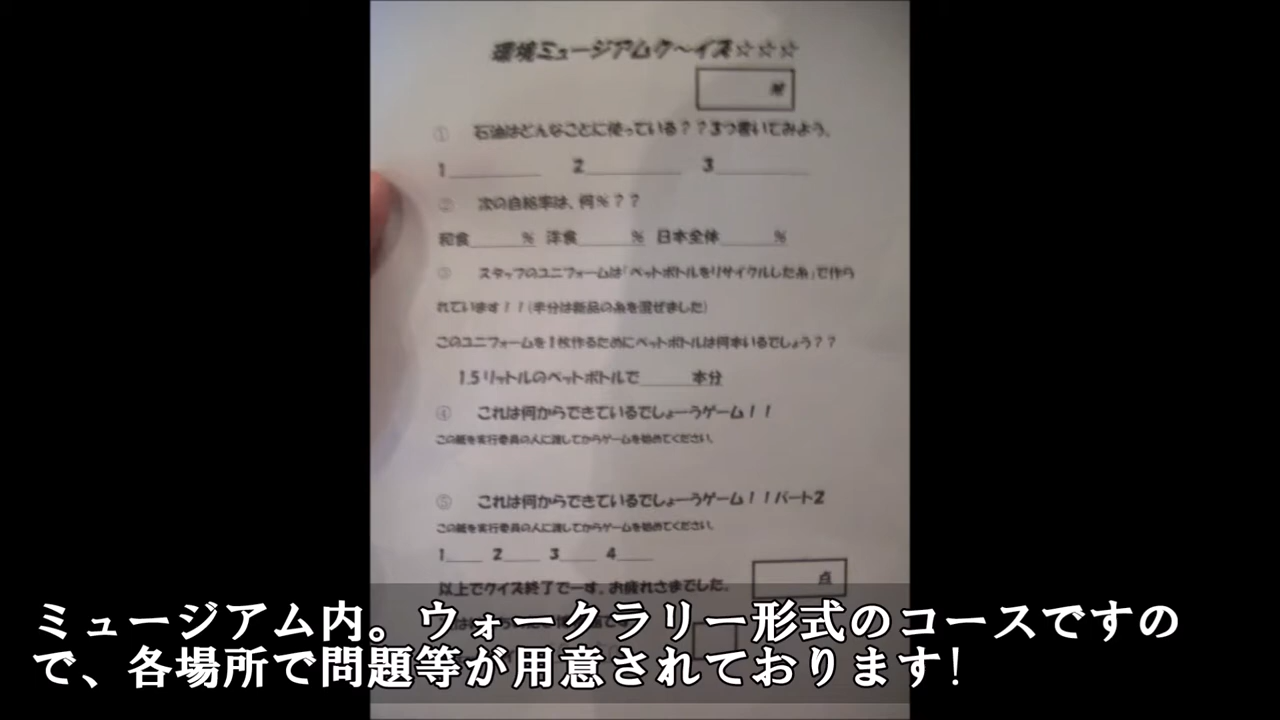 環境ミュージアムク～イズ☆☆☆
① 石油はどんなことに使っている？？3つ書いてみよう。
1 2 3
② 次の自給率は、何％？？
和食 ％ 洋食 ％ 日本全体 ％
③ スタッフのユニフォームは「ペットボトルをリサイクルした糸」で作ら
れています！！（半分は新品の糸を混ぜました）
このユニフォームを1枚作るためにペットボトルは何本いるでしょう？？
1.5リットルのペットボトルで 本分
④ これは何からできているでしょーうゲーム！！
この紙を実行委員の人に渡してからゲームを始めてください。
⑤ これは何からできているでしょーうゲーム！！パート2
この紙を実行委員の人に渡してからゲームを始めてください。
1 2 3 4
以上でクイズ終了でーす。お疲れさまでした。
点
ミュージアム内。ウォークラリー形式のコースですの
で、各場所で問題等が用意されております!